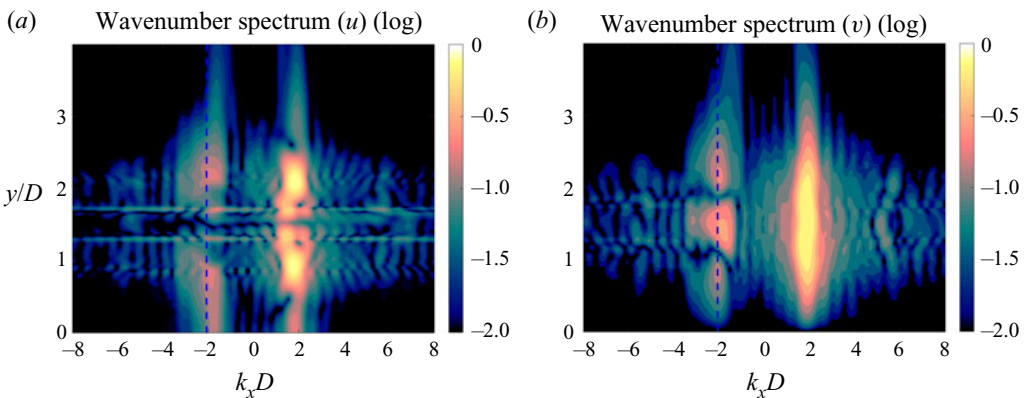 (a) Wavenumber spectrum (u) (log)
(b) Wavenumber spectrum (v) (log)
y/D
3
2
1
0
–8 –6 –4 –2 0 2 4 6 8
k_xD
0
–0.5
–1.0
–1.5
–2.0
3
2
1
0
–8 –6 –4 –2 0 2 4 6 8
k_xD
0
–0.5
–1.0
–1.5
–2.0